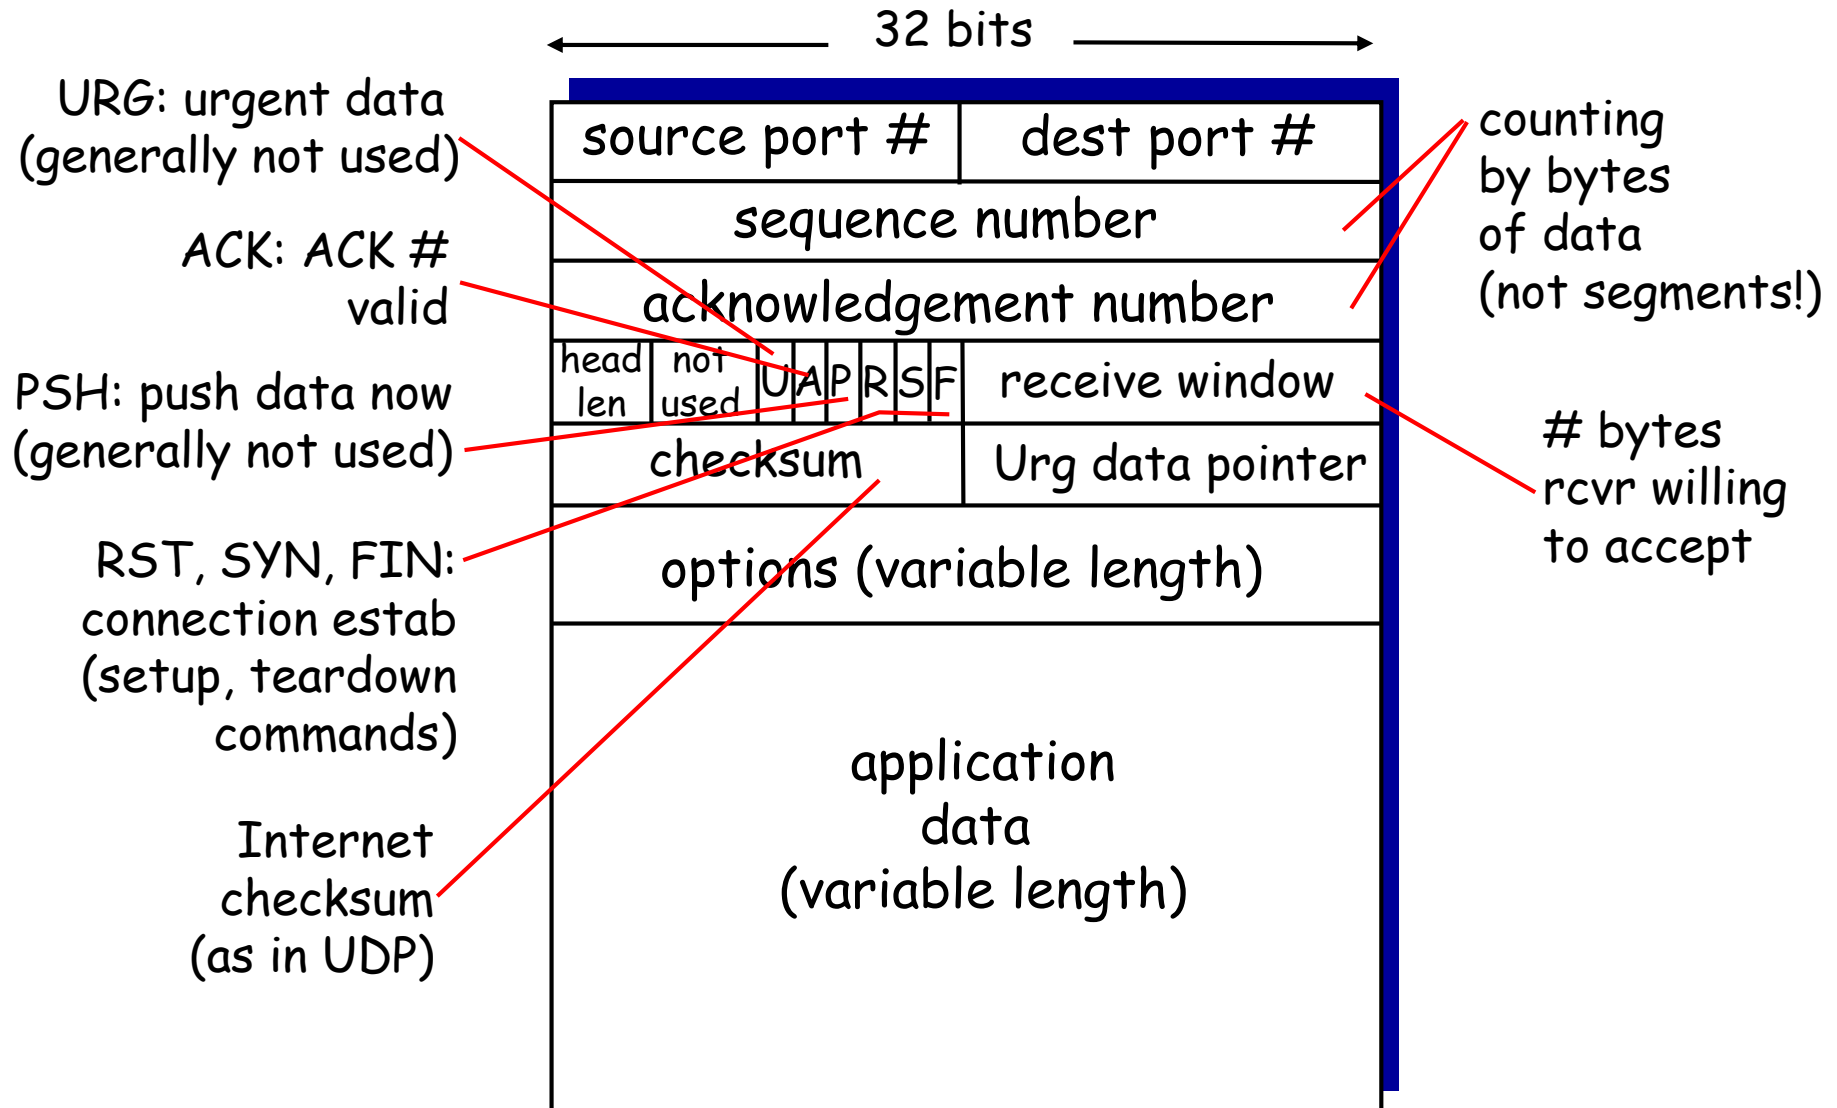 32 bits
URG: urgent data
(generally not used)
ACK: ACK #
valid
PSH: push data now
(generally not used)
RST, SYN, FIN:
connection estab
(setup, teardown
commands)
Internet
checksum
(as in UDP)
source port # dest port #
sequence number
acknowledgement number
head
len
not
used
U A P R S F
receive window
checksum Urg data pointer
options (variable length)
application
data
(variable length)
counting
by bytes
of data
(not segments!)
# bytes
rcvr willing
to accept